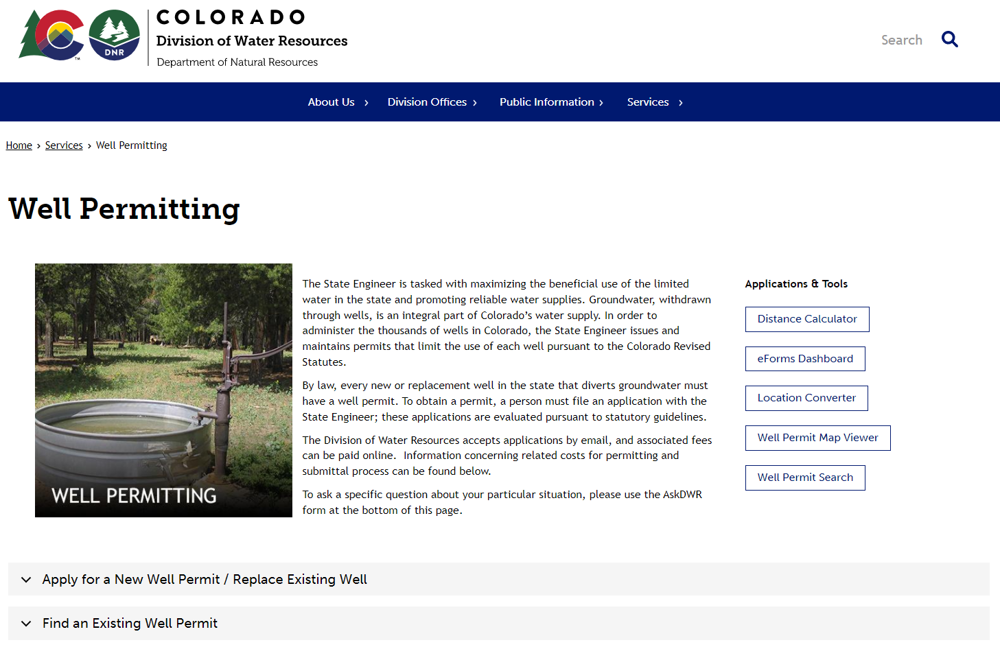 COLORADO
Division of Water Resources
Department of Natural Resources
DNR
TM
Search
About Us
Division Offices
Public Information
Services
Home › Services › Well Permitting
Well Permitting
WELL PERMITTING
The State Engineer is tasked with maximizing the beneficial use of the limited
water in the state and promoting reliable water supplies. Groundwater, withdrawn
through wells, is an integral part of Colorado’s water supply. In order to
administer the thousands of wells in Colorado, the State Engineer issues and
maintains permits that limit the use of each well pursuant to the Colorado Revised
Statutes.
By law, every new or replacement well in the state that diverts groundwater must
have a well permit. To obtain a permit, a person must file an application with the
State Engineer; these applications are evaluated pursuant to statutory guidelines.
The Division of Water Resources accepts applications by email, and associated fees
can be paid online.  Information concerning related costs for permitting and
submittal process can be found below.
To ask a specific question about your particular situation, please use the AskDWR
form at the bottom of this page.
Applications & Tools
Distance Calculator
eForms Dashboard
Location Converter
Well Permit Map Viewer
Well Permit Search
Apply for a New Well Permit / Replace Existing Well
Find an Existing Well Permit